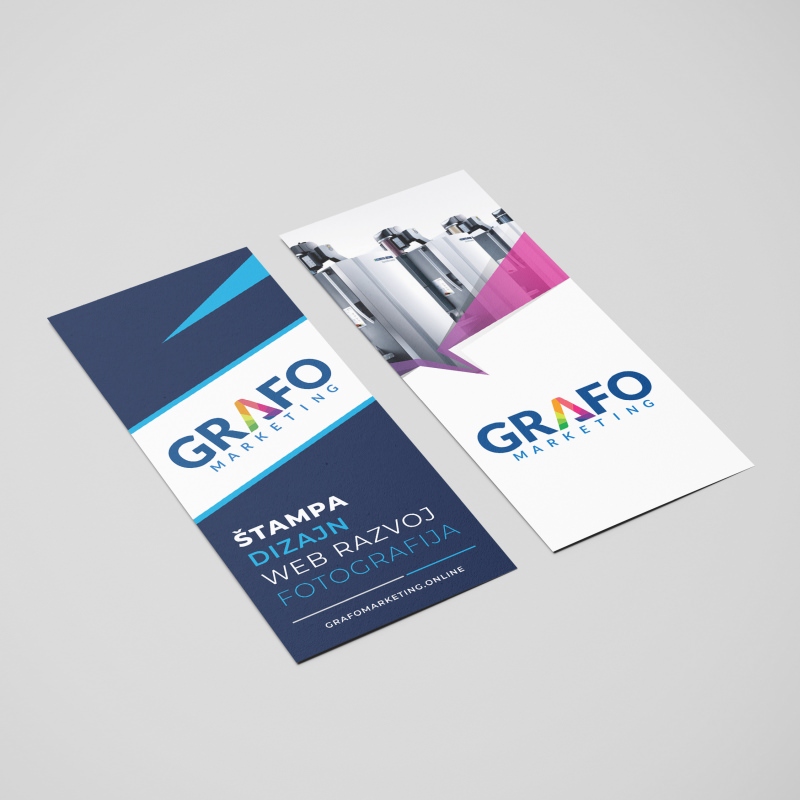 GRAFO
MARKETING
ŠTAMPA
DIZAJN
WEB RAZVOJ
FOTOGRAFIJA
GRAFOMARKETING.ONLINE
GRAFO
MARKETING